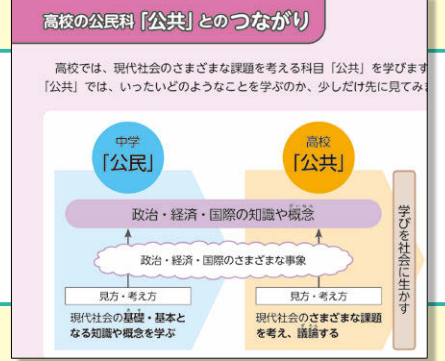 高校の公民科「公共」とのつながり
高校では、現代社会のさまざまな課題を考える科目「公共」を学びます
「公共」では、いったいどのようなことを学ぶのか、少しだけ先に見てみま
中学
「公民」
高校
「公共」
政治・経済・国際の知識や概念
政治・経済・国際のさまざまな事象
見方・考え方
見方・考え方
現代社会の基礎・基本と
なる知識や概念を学ぶ
現代社会のさまざまな課題
を考え、議論する
学びを社会に生かす